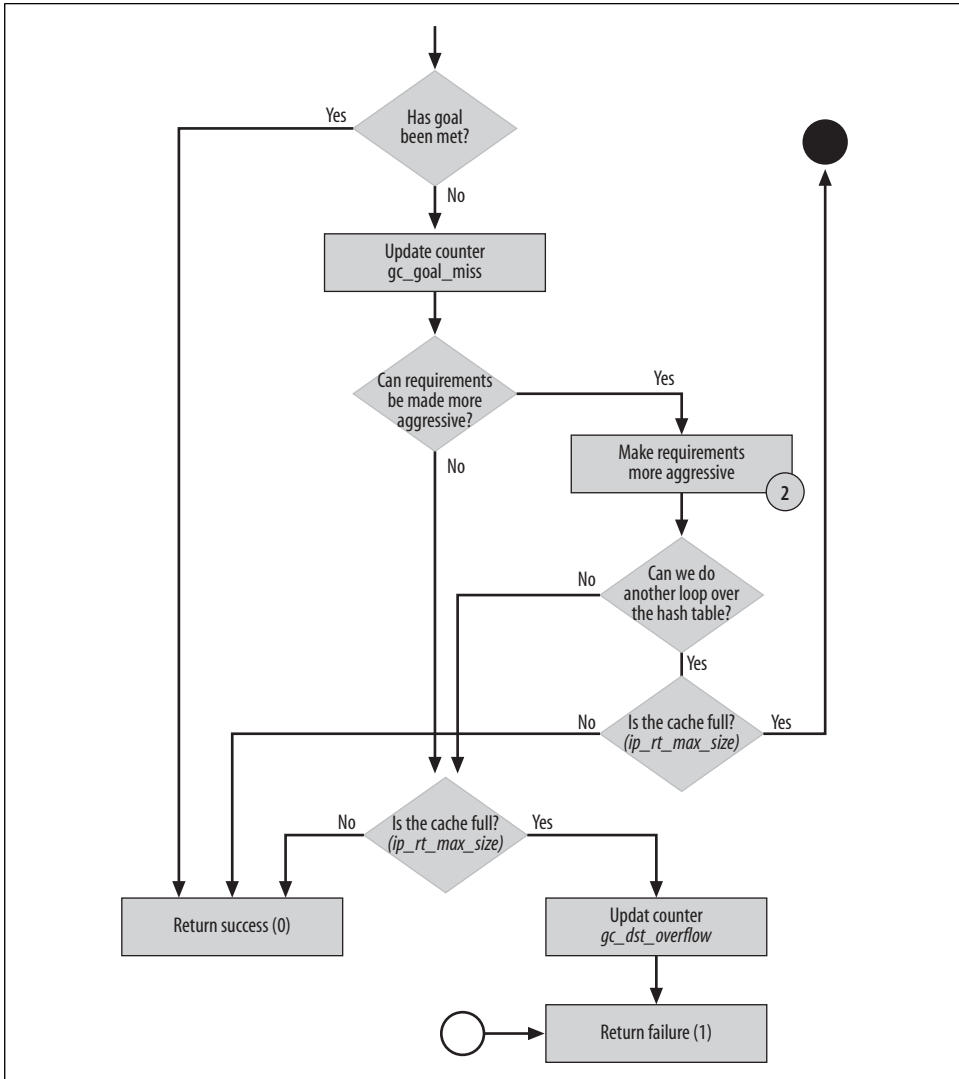 Has goal
been met?
Yes
No
Update counter
gc_goal_miss
Can requirements
be made more
aggressive?
Yes
No
Make requirements
more aggressive
2
Can we do
another loop over
the hash table?
No
Yes
Is the cache full?
(ip_rt_max_size)
No
Yes
Is the cache full?
(ip_rt_max_size)
No
Yes
Return success (0)
Updat counter
gc_dst_overflow
Return failure (1)